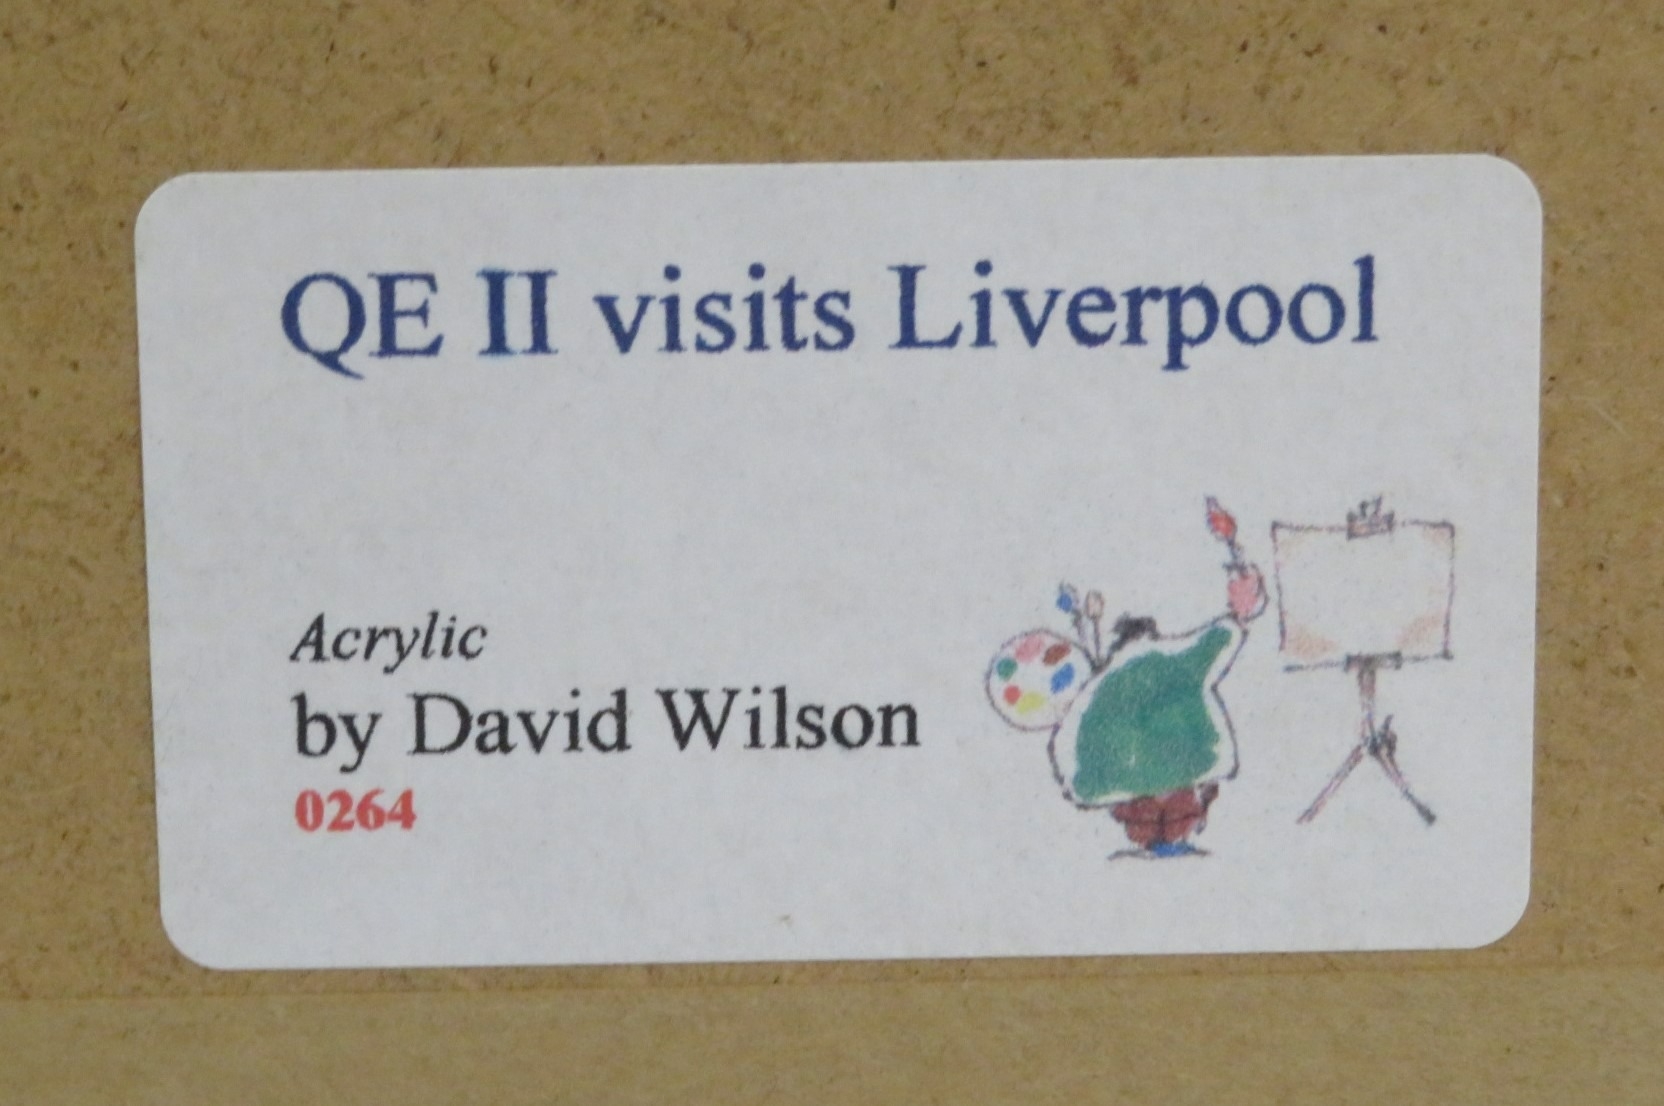 QE II visits Liverpool
Acrylic
by David Wilson
0264